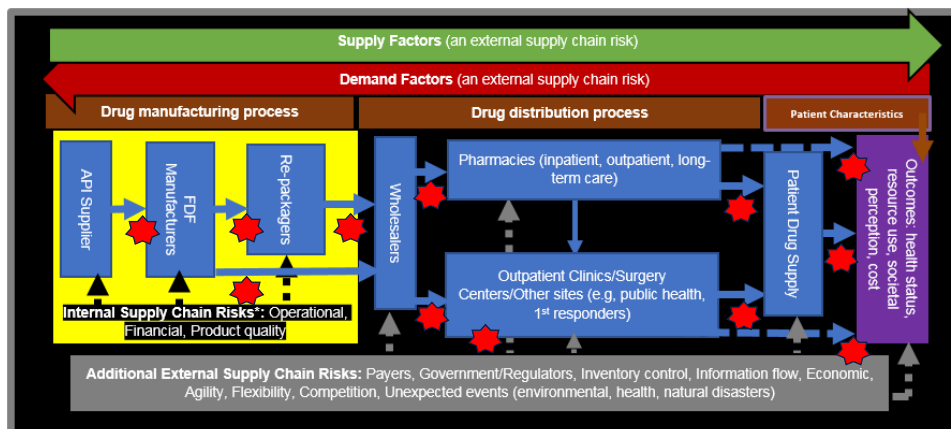 Supply Factors (an external supply chain risk)
Demand Factors (an external supply chain risk)
Drug manufacturing process
Drug distribution process
Patient Characteristics
API Supplier
FDF
Manufacturers
Re-packagers
Wholesalers
Pharmacies (inpatient, outpatient, long-
term care)
Outpatient Clinics/Surgery
Centers/Other sites (e.g, public health,
1st responders)
Patient Drug Supply
Outcomes: health status,
resource use, societal
perception, cost
Internal Supply Chain Risks*: Operational,
Financial, Product quality
Additional External Supply Chain Risks: Payers, Government/Regulators, Inventory control, Information flow, Economic,
Agility, Flexibility, Competition, Unexpected events (environmental, health, natural disasters)